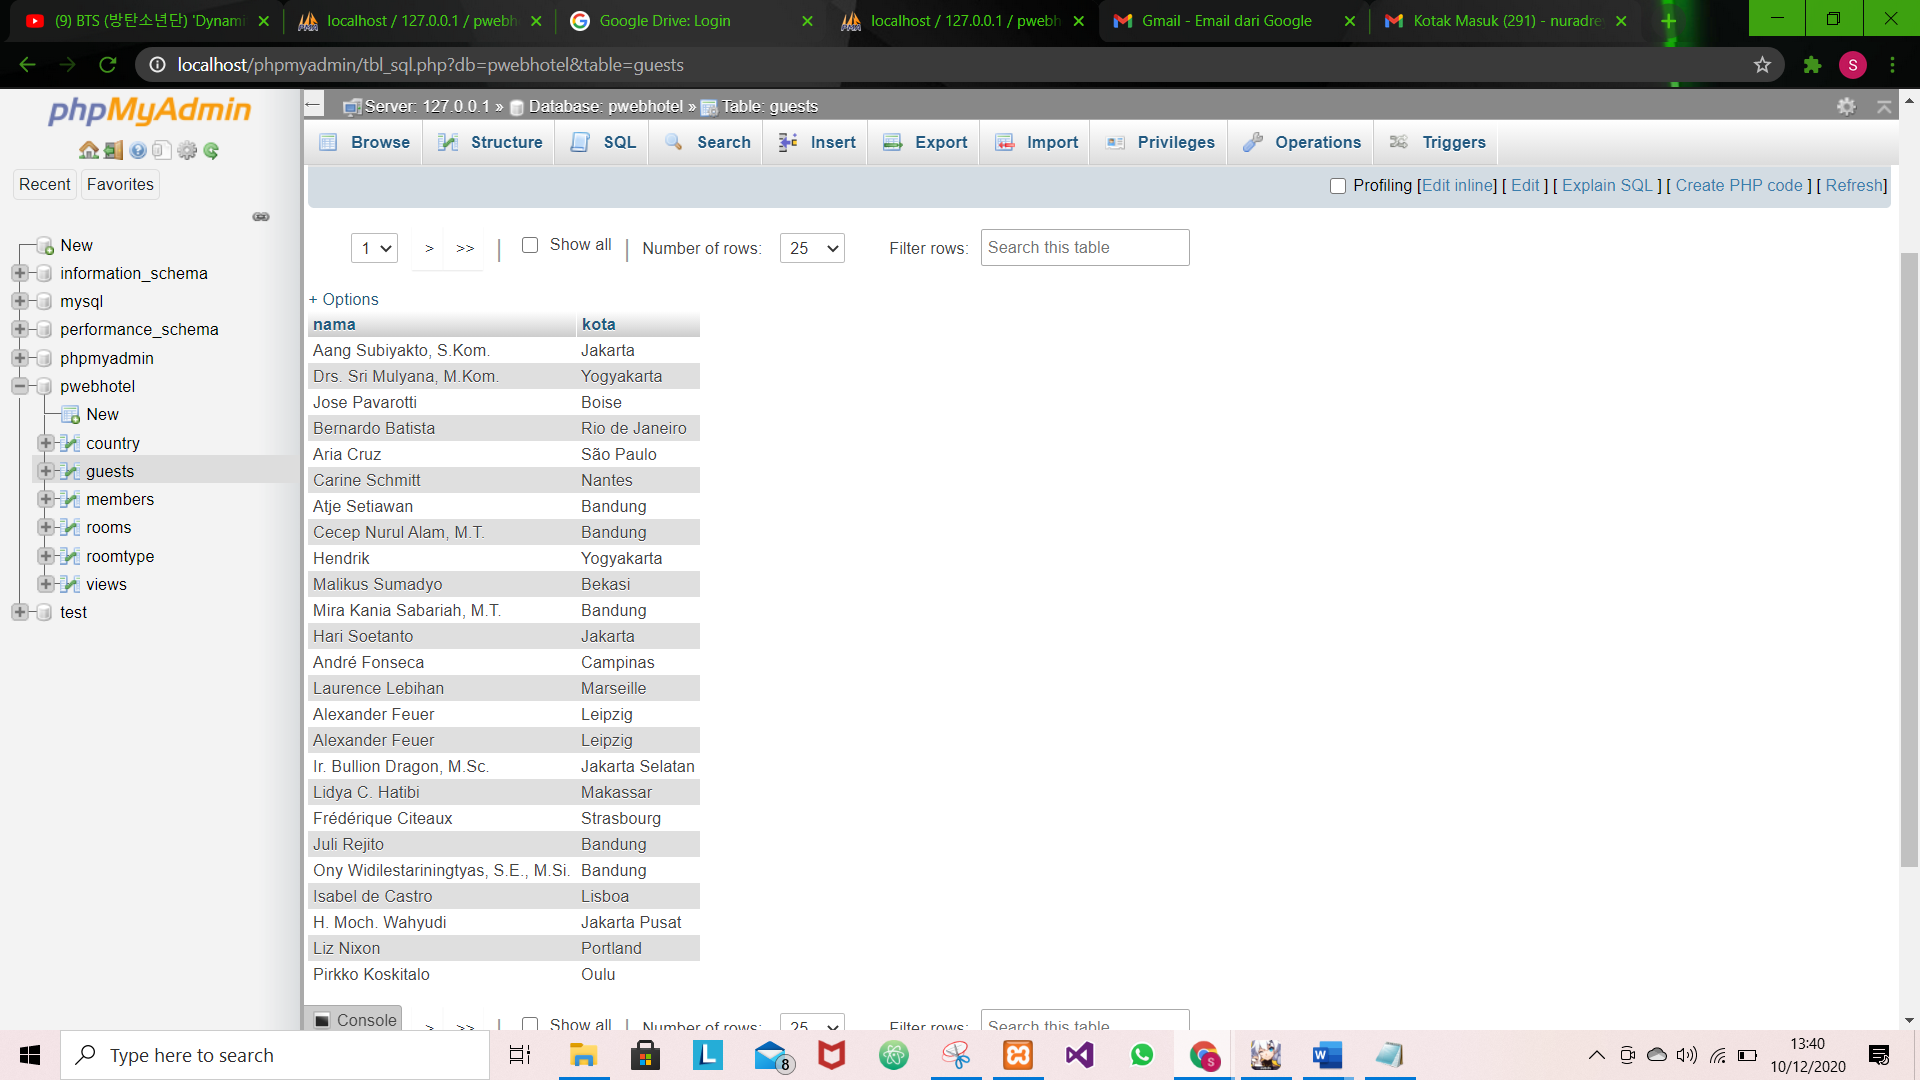 (9) BTS (방탄소년단) 'Dynami
localhost / 127.0.0.1 / pwebh
Google Drive: Login
localhost / 127.0.0.1 / pwebh
Gmail - Email dari Google
Kotak Masuk (291) - nuradre
localhost/phpmyadmin/tbl_sql.php?db=pwebhotel&table=guests
S
phpMyAdmin
Recent
Favorites
New
information_schema
mysql
performance_schema
phpmyadmin
pwebhotel
New
country
guests
members
rooms
roomtype
views
test
Server: 127.0.0.1 » Database: pwebhotel » Table: guests
Browse
Structure
SQL
Search
Insert
Export
Import
Privileges
Operations
Triggers
Profiling [Edit inline] [ Edit ] [ Explain SQL ] [ Create PHP code ] [ Refresh]
1 > >> | Show all | Number of rows: 25 Filter rows: Search this table
+ Options
nama kota
Aang Subiyakto, S.Kom. Jakarta
Drs. Sri Mulyana, M.Kom. Yogyakarta
Jose Pavarotti Boise
Bernardo Batista Rio de Janeiro
Aria Cruz São Paulo
Carine Schmitt Nantes
Atje Setiawan Bandung
Cecep Nurul Alam, M.T. Bandung
Hendrik Yogyakarta
Malikus Sumadyo Bekasi
Mira Kania Sabariah, M.T. Bandung
Hari Soetanto Jakarta
André Fonseca Campinas
Laurence Lebihan Marseille
Alexander Feuer Leipzig
Alexander Feuer Leipzig
Ir. Bullion Dragon, M.Sc. Jakarta Selatan
Lidya C. Hatibi Makassar
Frédérique Citeaux Strasbourg
Juli Rejito Bandung
Ony Widilestariningtyas, S.E., M.Si. Bandung
Isabel de Castro Lisboa
H. Moch. Wahyudi Jakarta Pusat
Liz Nixon Portland
Pirkko Koskitalo Oulu
Console
> >> | Show all | Number of rows: 25 Filter rows: Search this table
Type here to search
8
13:40
10/12/2020